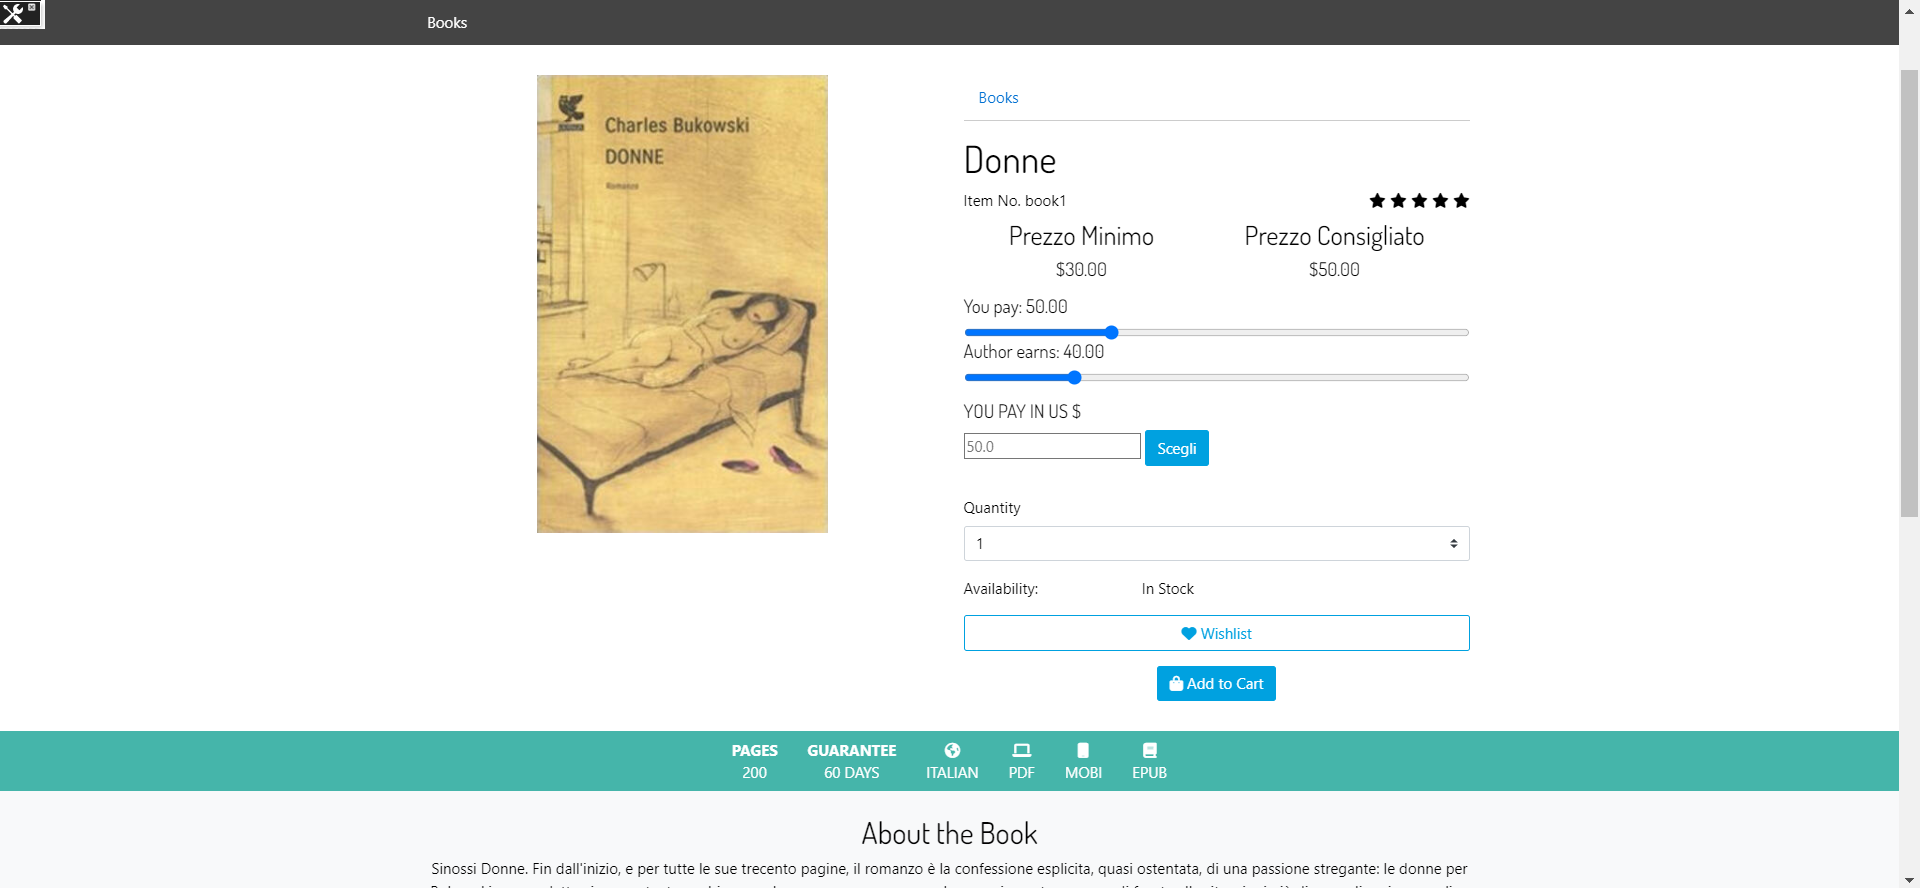 Books
Charles Bukowski
DONNE
Romanzo
Books
Donne
Item No. book1
Prezzo Minimo
Prezzo Consigliato
$30.00
$50.00
You pay: 50.00
Author earns: 40.00
YOU PAY IN US $
50.0
Scegli
Quantity
1
Availability:
In Stock
Wishlist
Add to Cart
PAGES
200
GUARANTEE
60 DAYS
ITALIAN
PDF
MOBI
EPUB
About the Book
Sinossi Donne. Fin dall'inizio, e per tutte le sue trecento pagine, il romanzo è la confessione esplicita, quasi ostentata, di una passione stregante: le donne per